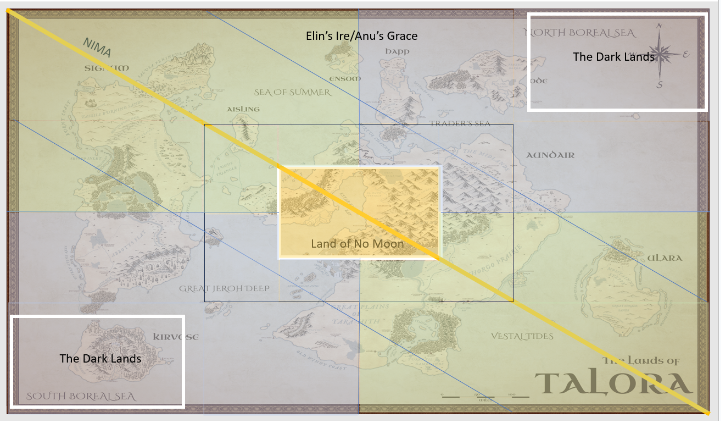 Elin's Ire/Anu's Grace
NORTH BOREAL SEA
NIMA
DAPP
The Dark Lands
N
E
S
SIGNUM
UNSOM
SEA OF SUMMER
AISLING
TRADER'S SEA
AUNDAIR
Land of No Moon
ULARA
GREAT JEROH DEEP
KIRVOSE
VESTAL TIDES
The Dark Lands
The Lands of
TALORA
SOUTH BOREAL SEA